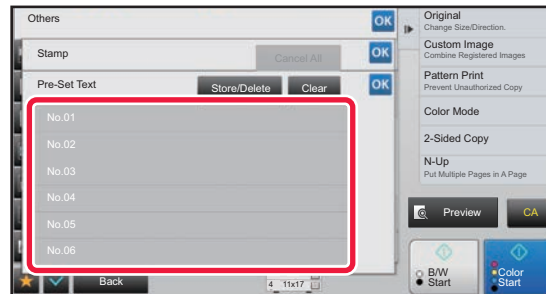 Others
OK
Stamp
Cancel All
OK
Pre-Set Text
Store/Delete
Clear
OK
No.01
No.02
No.03
No.04
No.05
No.06
Back
4 11x17
Original
Change Size/Direction.
Custom Image
Combine Registered Images
Pattern Print
Prevent Unauthorized Copy
Color Mode
2-Sided Copy
N-Up
Put Multiple Pages in A Page
Preview
CA
B/W
Start
Color
Start